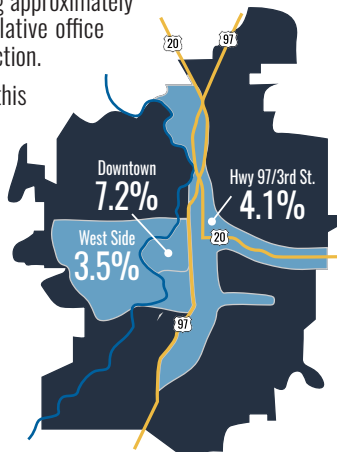 approximately
lative office
ction.
this
20
97
Downtown
7.2%
Hwy 97/3rd St.
4.1%
West Side
3.5%
20
97